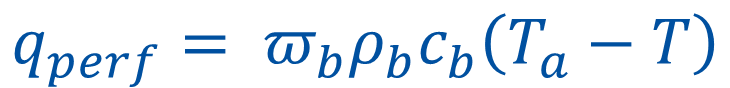 q_perf = ϖ_b ρ_b c_b (T_a − T)